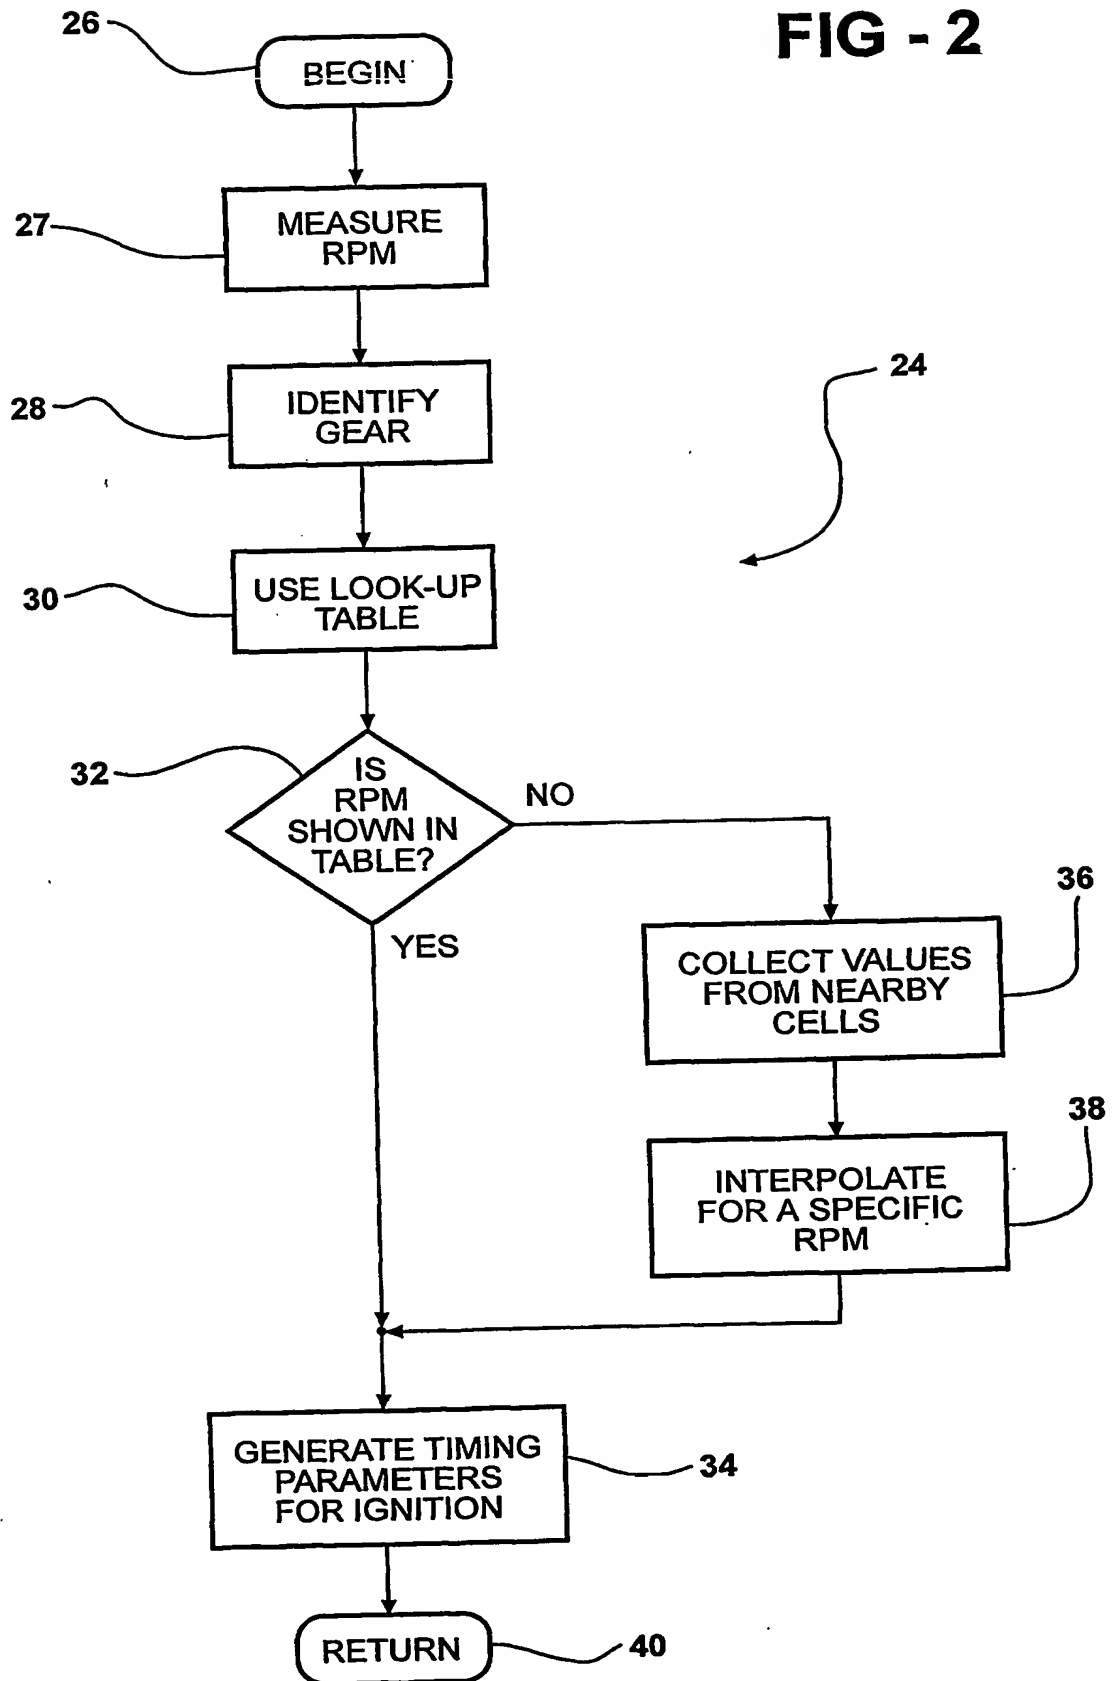 FIG - 2
26
BEGIN
27
MEASURE
RPM
24
28
IDENTIFY
GEAR
30
USE LOOK-UP
TABLE
32
IS
RPM
SHOWN IN
TABLE?
NO
YES
36
COLLECT VALUES
FROM NEARBY
CELLS
38
INTERPOLATE
FOR A SPECIFIC
RPM
GENERATE TIMING
PARAMETERS
FOR IGNITION
34
RETURN
40